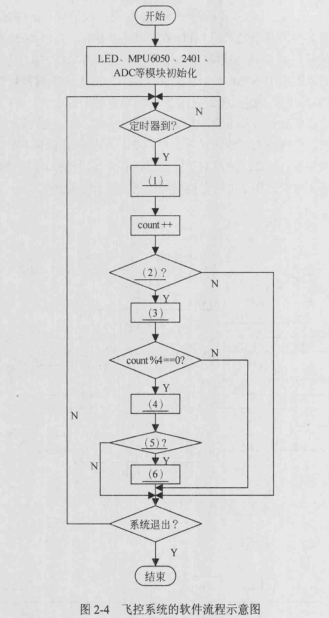 开始
LED、MPU6050、2401、
ADC等模块初始化
N
定时器到?
Y
(1)
count ++
(2)?
N
Y
(3)
count %4==0?
N
Y
(4)
N
(5)?
N
Y
(6)
系统退出?
Y
结束
图 2-4 飞控系统的软件流程示意图